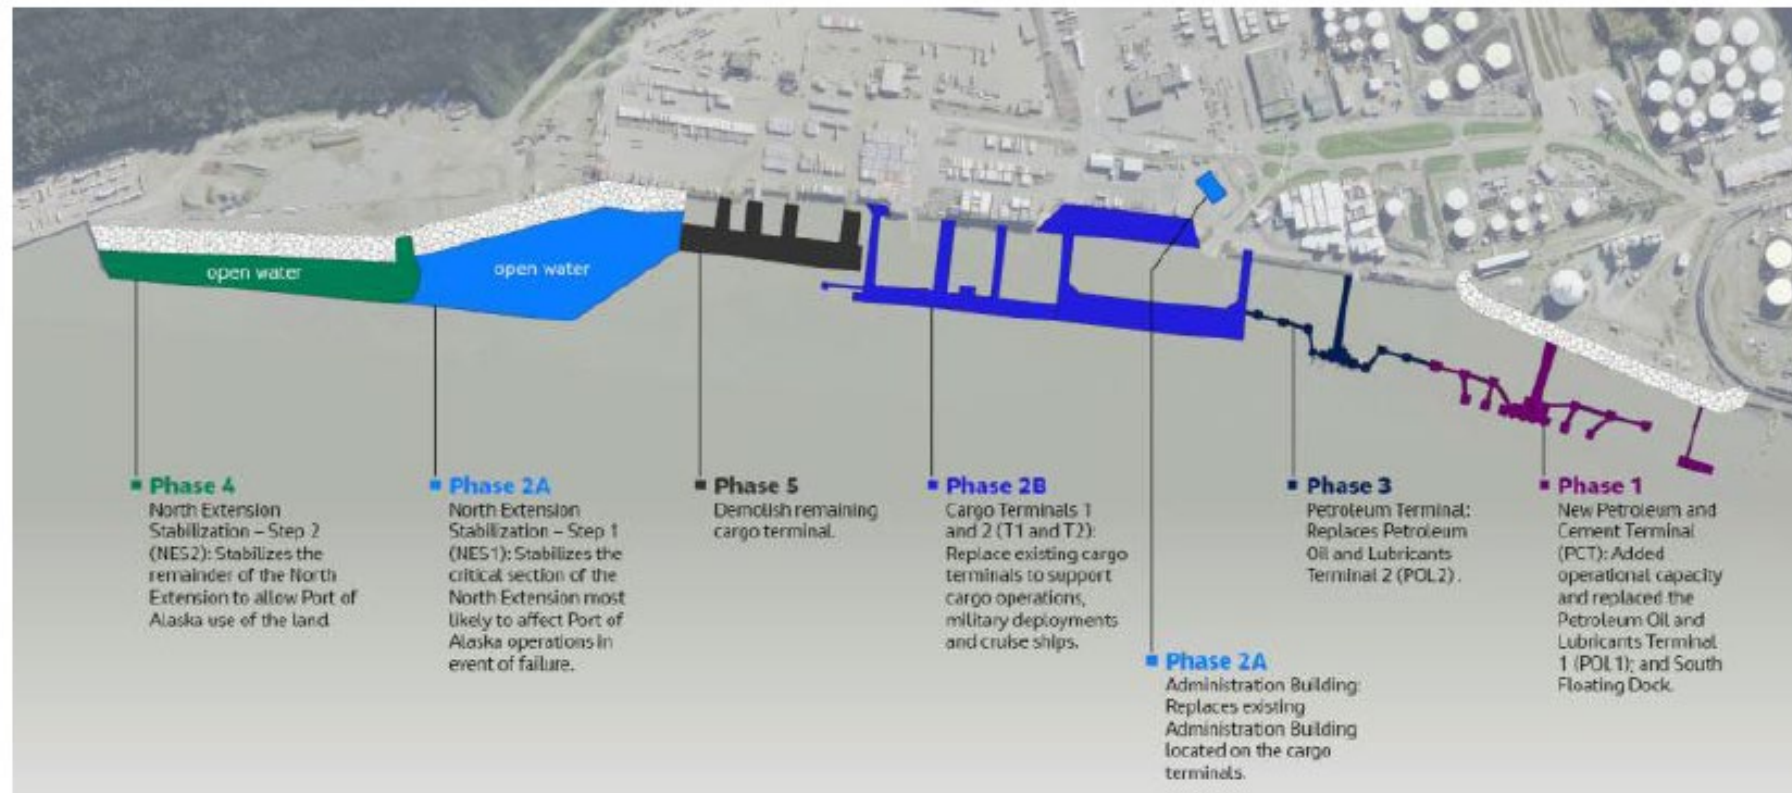 open water
open water
Phase 4
North Extension
Stabilization – Step 2
(NES2): Stabilizes the
remainder of the North
Extension to allow Port of
Alaska use of the land
Phase 2A
North Extension
Stabilization – Step 1
(NES1): Stabilizes the
critical section of the
North Extension most
likely to affect Port of
Alaska operations in
event of failure.
Phase 5
Demolish remaining
cargo terminal.
Phase 2B
Cargo Terminals 1
and 2 (T1 and T2):
Replace existing cargo
terminals to support
cargo operations,
military deployments
and cruise ships.
Phase 2A
Administration Building:
Replaces existing
Administration Building
located on the cargo
terminals.
Phase 3
Petroleum Terminal:
Replaces Petroleum
Oil and Lubricants
Terminal 2 (POL2).
Phase 1
New Petroleum and
Cement Terminal
(PCT): Added
operational capacity
and replaced the
Petroleum Oil and
Lubricants Terminal
1 (POL1); and South
Floating Dock.